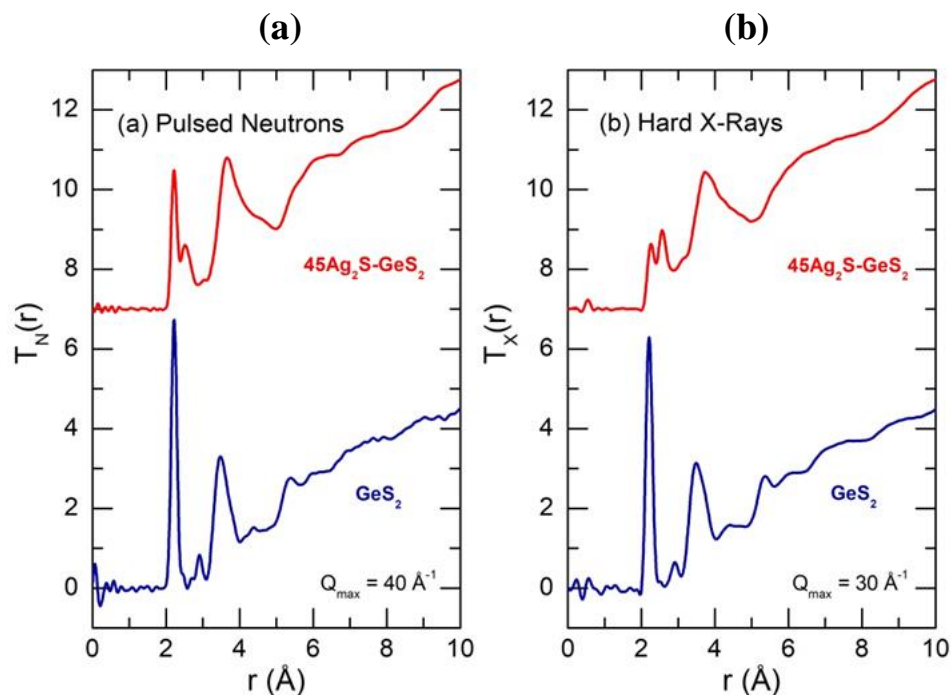 (a) (b)
(a) Pulsed Neutrons
12
10
8
6
4
2
0
T_N(r)
45Ag₂S-GeS₂
GeS₂
Q_max = 40 Å⁻¹
0 2 4 6 8 10
r (Å)
(b) Hard X-Rays
12
10
8
6
4
2
0
T_X(r)
45Ag₂S-GeS₂
GeS₂
Q_max = 30 Å⁻¹
0 2 4 6 8 10
r (Å)